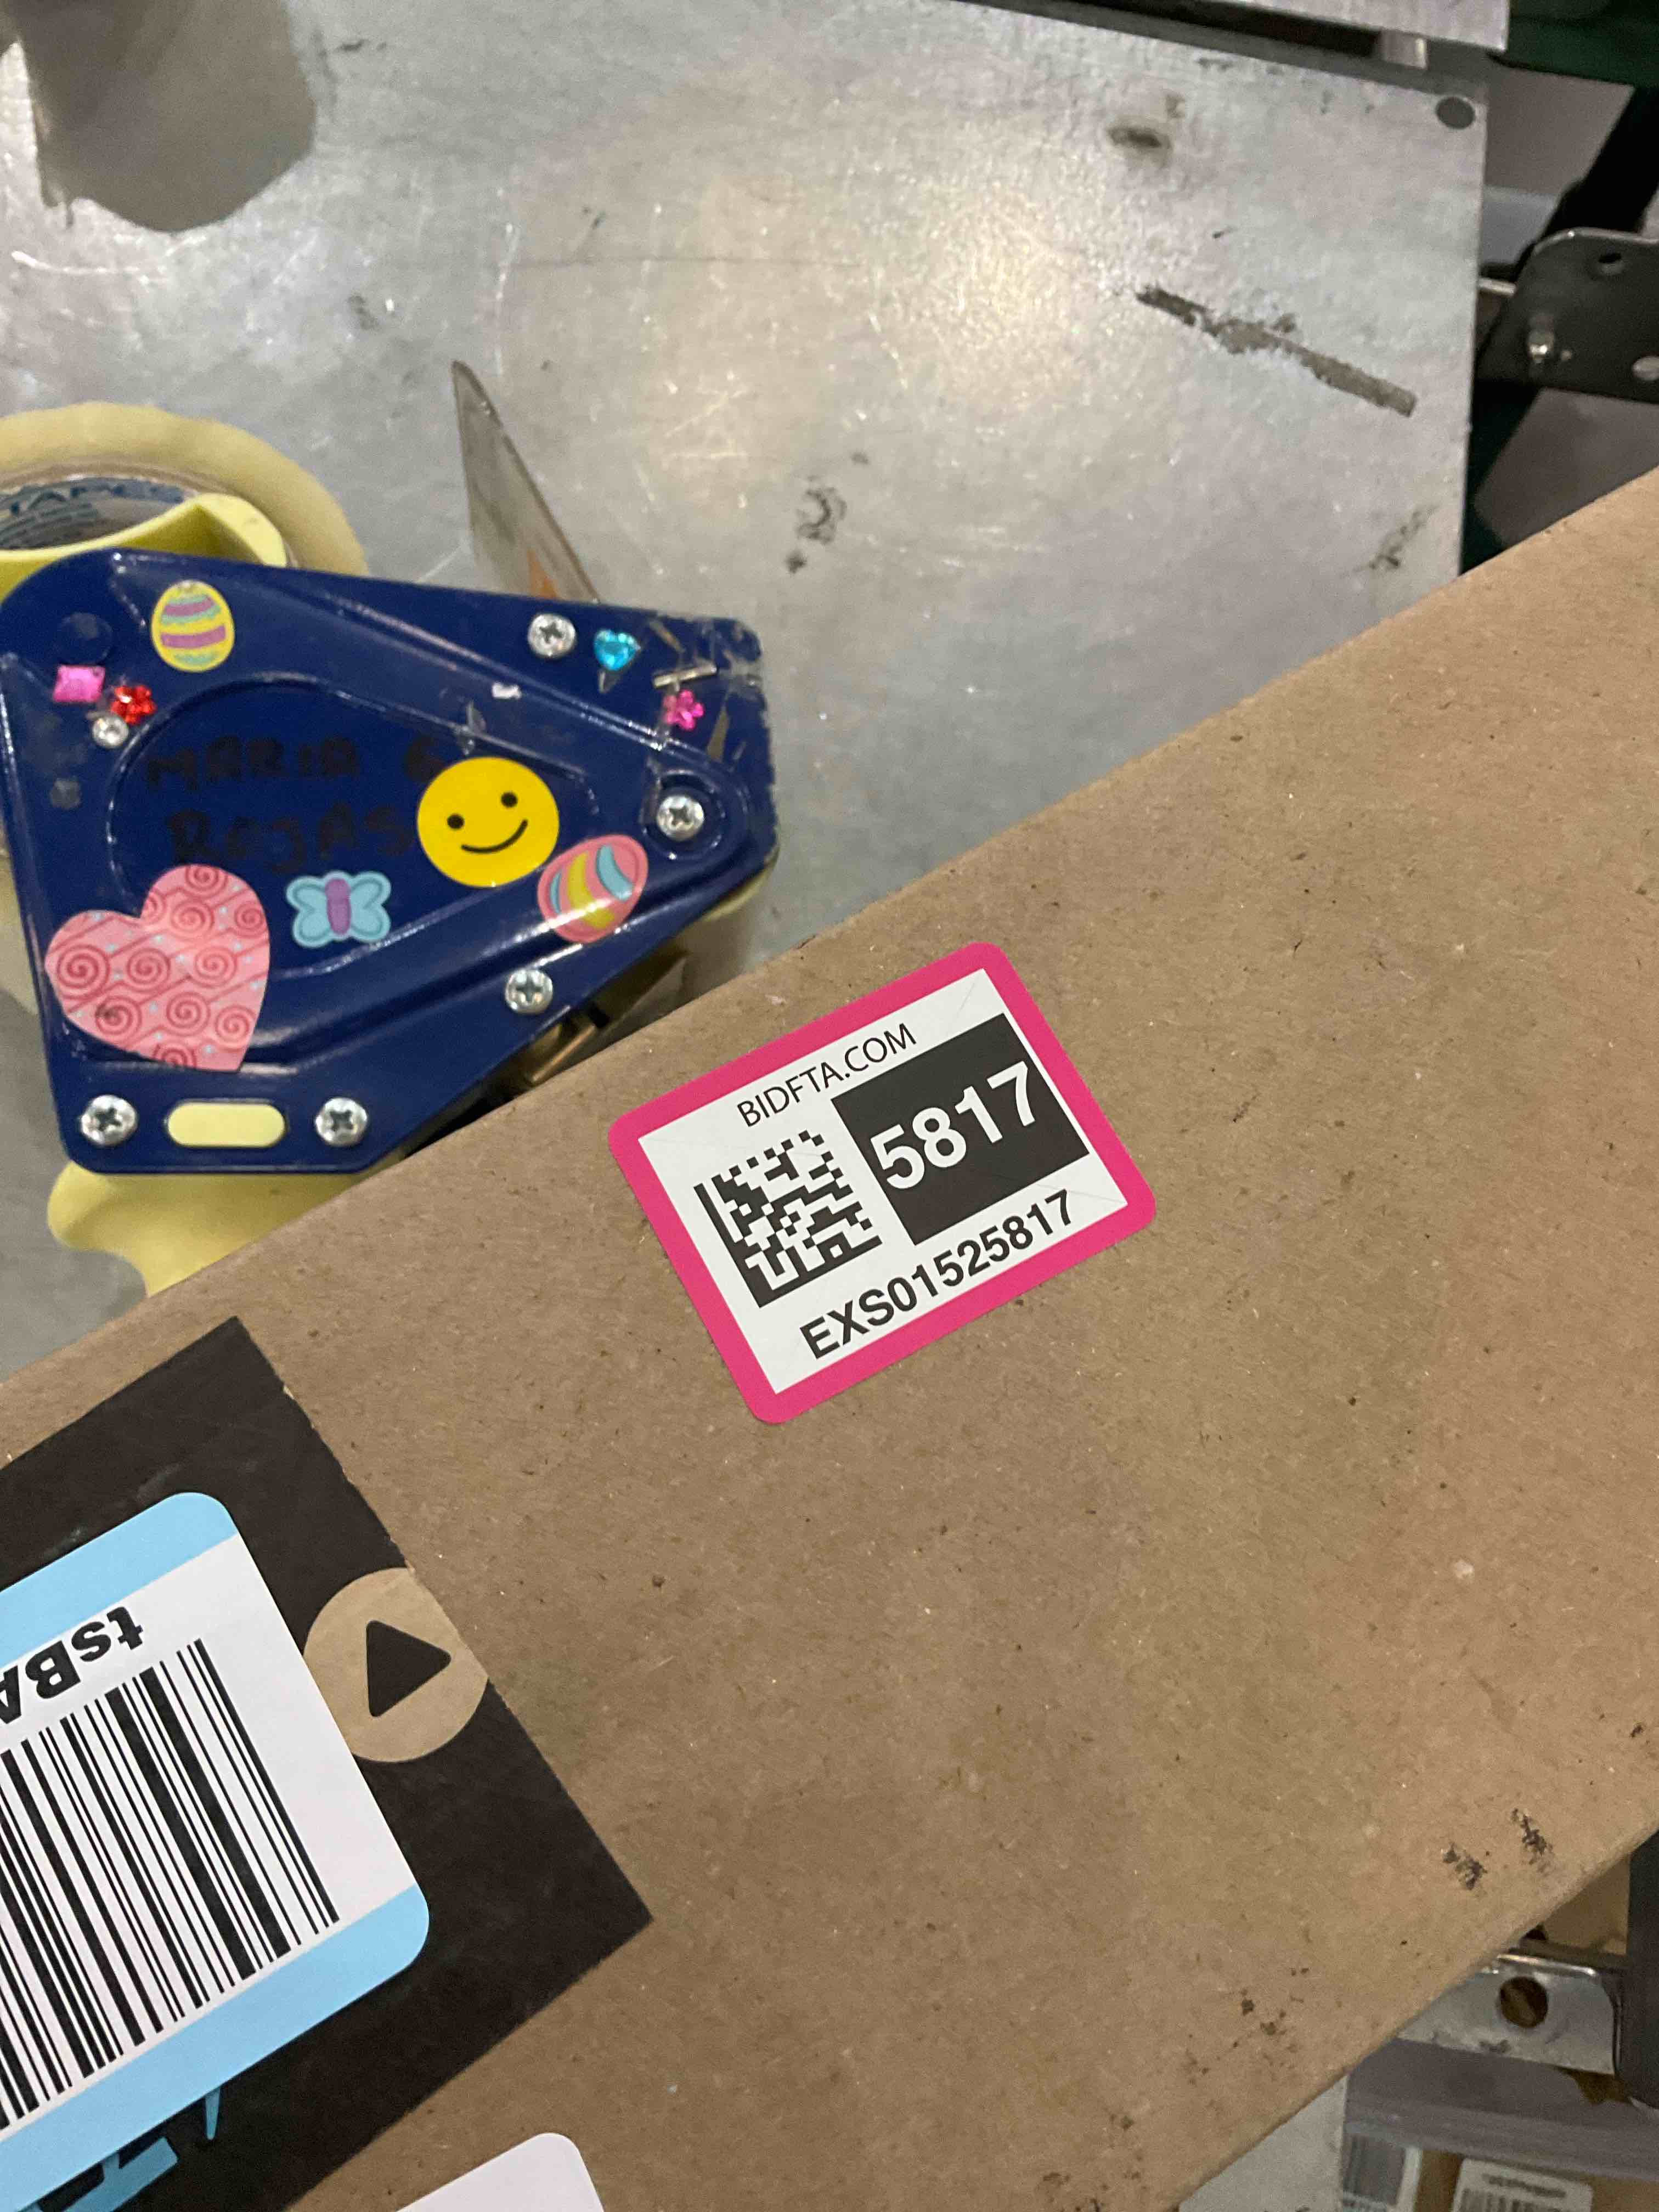 MARIA G
ROJAS
BIDFTA.COM
5817
EXS01525817
tsBA